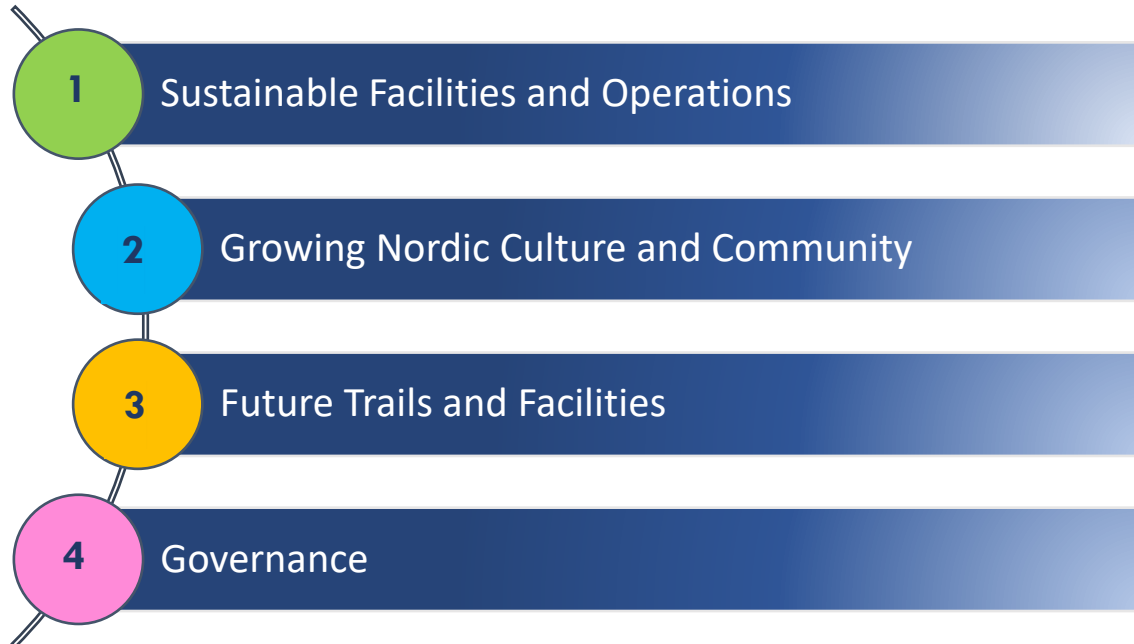 1 Sustainable Facilities and Operations
2 Growing Nordic Culture and Community
3 Future Trails and Facilities
4 Governance